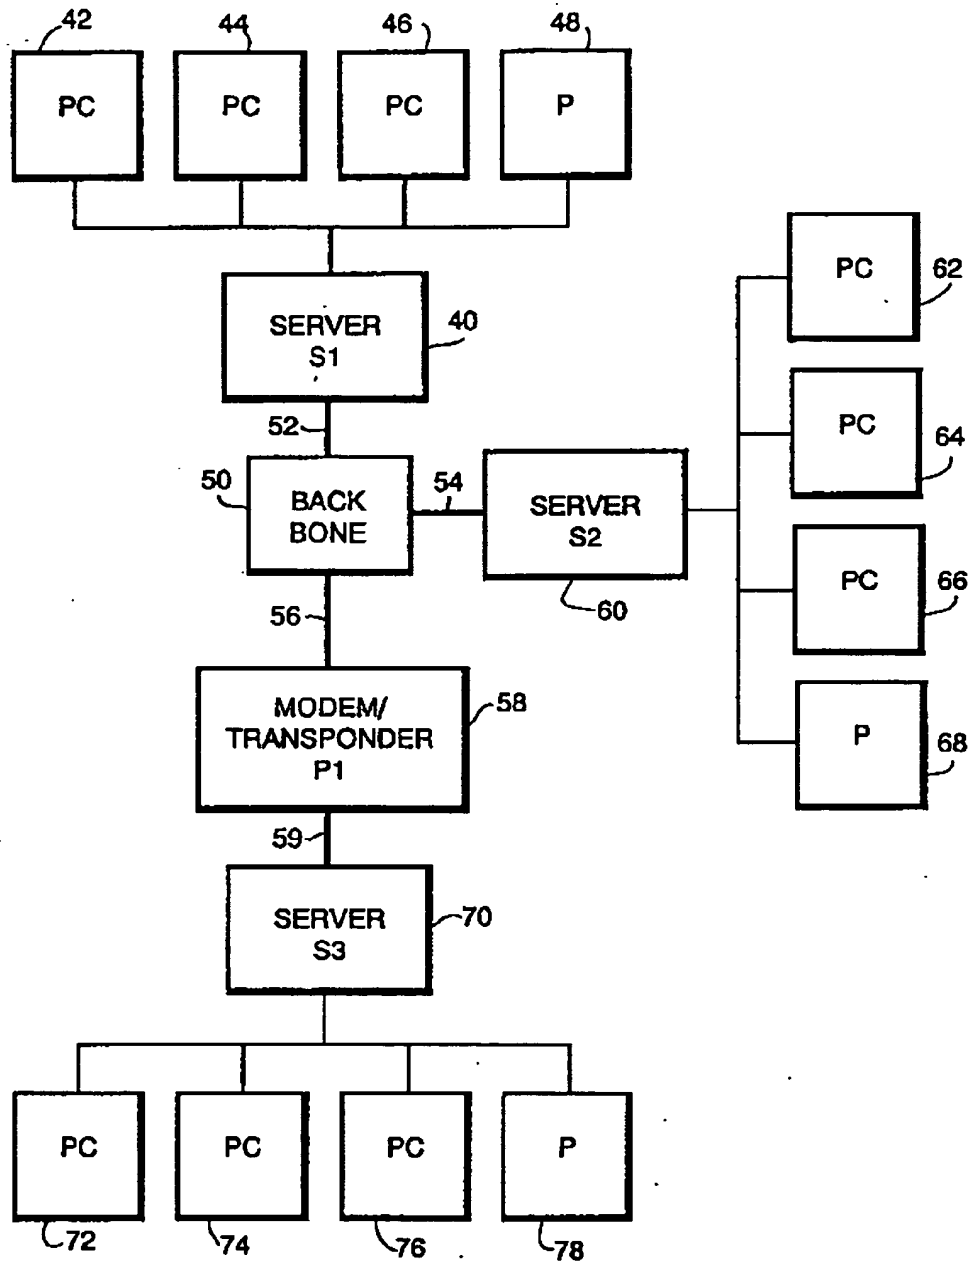 42
44
46
48
PC
PC
PC
P
SERVER
S1
40
52
50
BACK
BONE
54
SERVER
S2
60
PC
62
PC
64
PC
66
P
68
56
MODEM/
TRANSPONDER
P1
58
59
SERVER
S3
70
PC
PC
PC
P
72
74
76
78